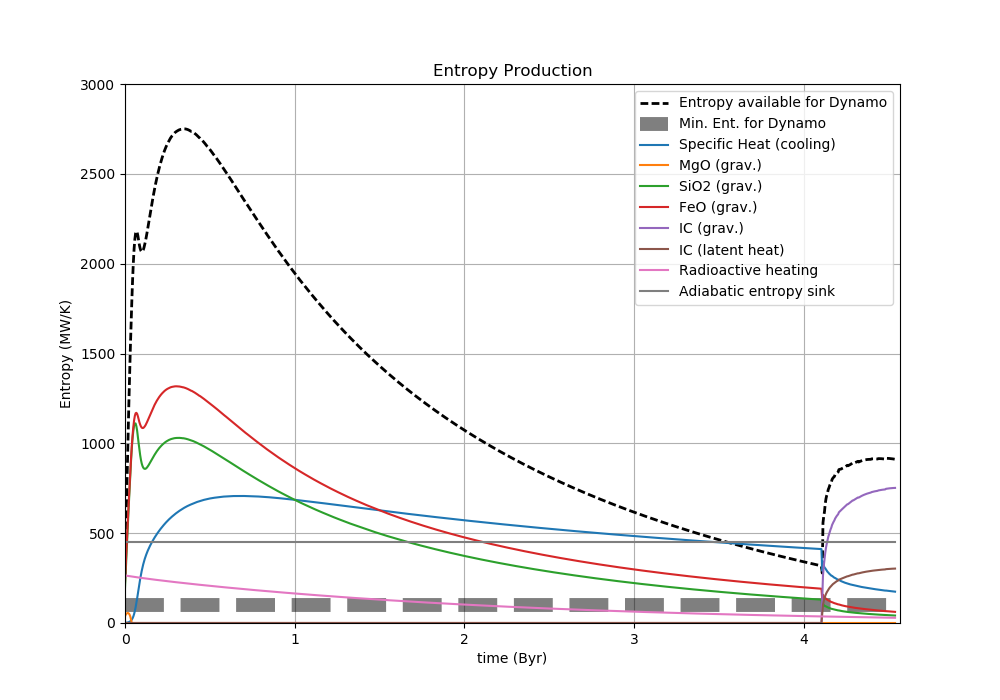 Entropy Production
3000
2500
2000
1500
1000
500
0
Entropy (MW/K)
Entropy available for Dynamo
Min. Ent. for Dynamo
Specific Heat (cooling)
MgO (grav.)
SiO2 (grav.)
FeO (grav.)
IC (grav.)
IC (latent heat)
Radioactive heating
Adiabatic entropy sink
0 1 2 3 4
time (Byr)